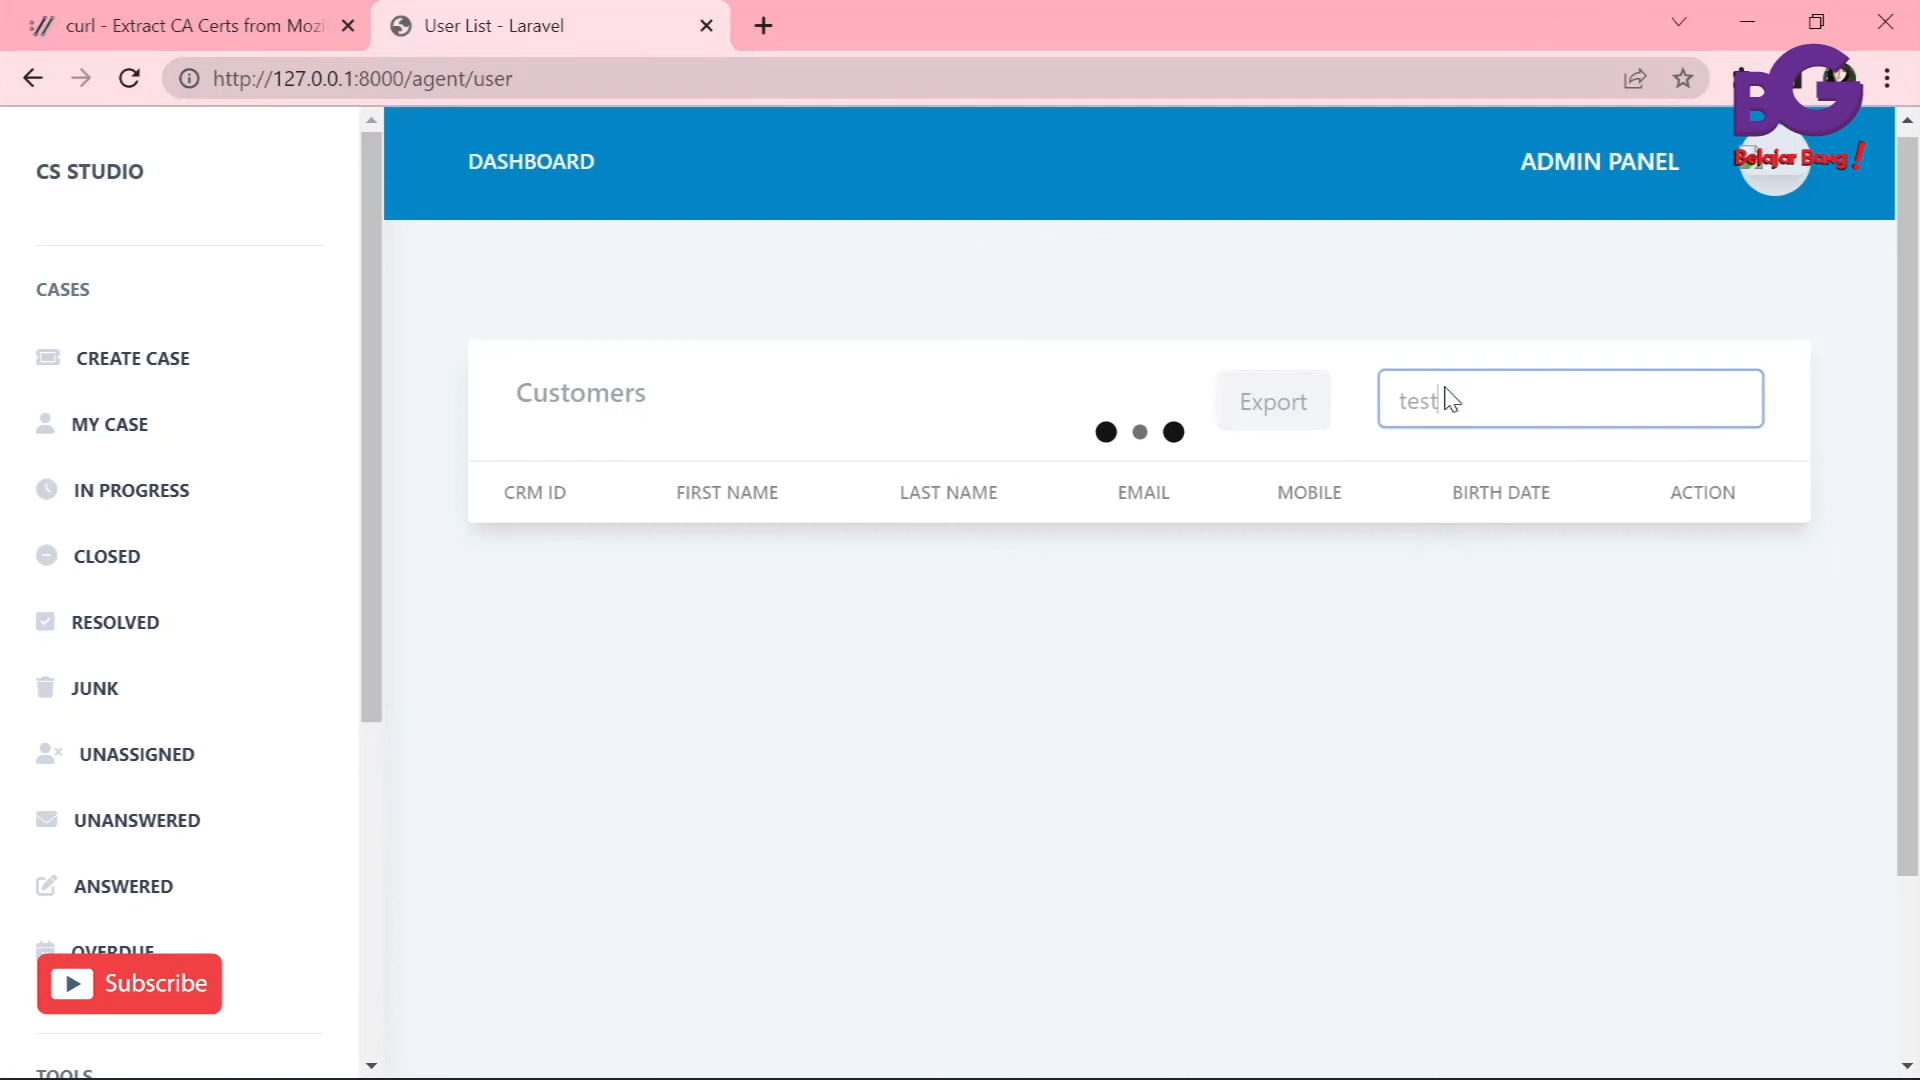 curl - Extract CA Certs from Mozi
User List - Laravel
http://127.0.0.1:8000/agent/user
BG
Belajar Bang!
CS STUDIO
DASHBOARD
ADMIN PANEL
CASES
CREATE CASE
MY CASE
IN PROGRESS
CLOSED
RESOLVED
JUNK
UNASSIGNED
UNANSWERED
ANSWERED
OVERDUE
Subscribe
TOOLS
Customers
Export
test
CRM ID
FIRST NAME
LAST NAME
EMAIL
MOBILE
BIRTH DATE
ACTION